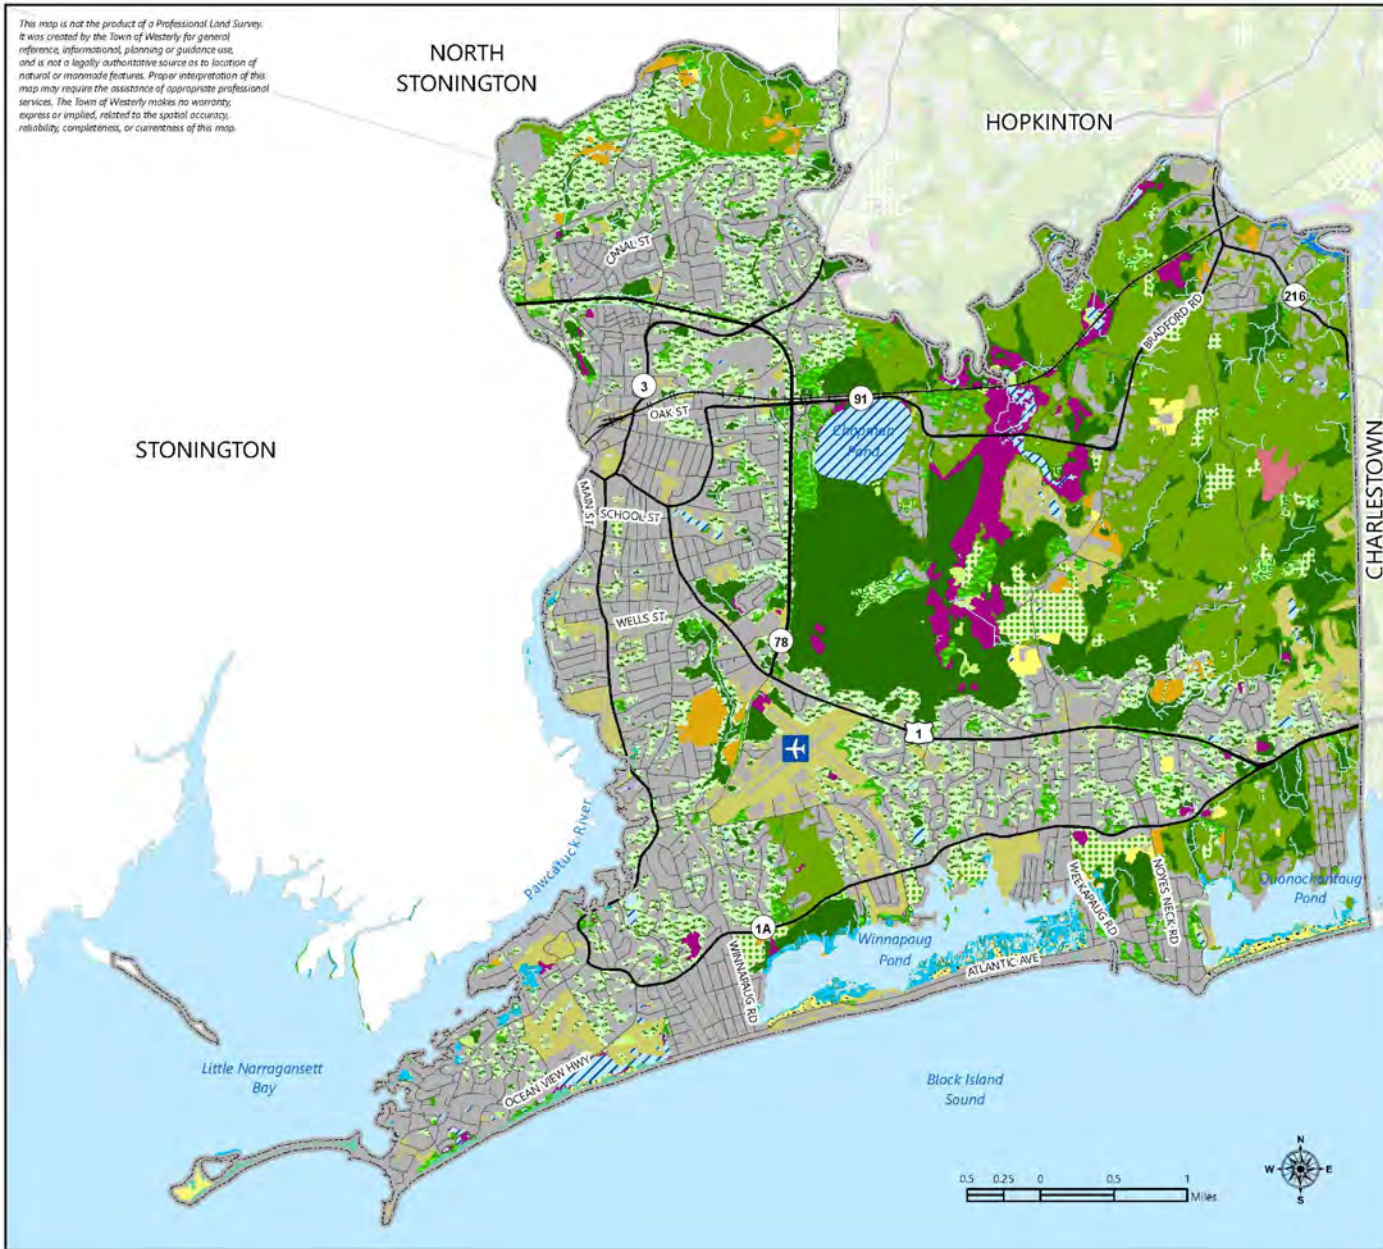 This map is not the product of a Professional Land Survey.
It was created by the Town of Westerly for general
reference, informational, planning or guidance use,
and is not a legally authoritative source as to location of
natural or manmade features. Proper interpretation of this
map may require the assistance of appropriate professional
services. The Town of Westerly makes no warranty,
express or implied, related to the spatial accuracy,
reliability, completeness, or currentness of this map.
NORTH
STONINGTON
HOPKINTON
CANAL ST
216
BRADFORD RD
3
91
OAK ST
Chapman
Pond
STONINGTON
CHARLESTOWN
MAIN ST
SCHOOL ST
WELLS ST
78
1
Pawcatuck River
WEEKAPAUG RD
NOYES NECK RD
Quonochontaug
Pond
1A
Winnapaug
Pond
WINNAPAUG RD
ATLANTIC AVE
Little Narragansett
Bay
OCEAN VIEW HWY
Block Island
Sound
N
W E
S
0.5 0.25 0 0.5 1
Miles